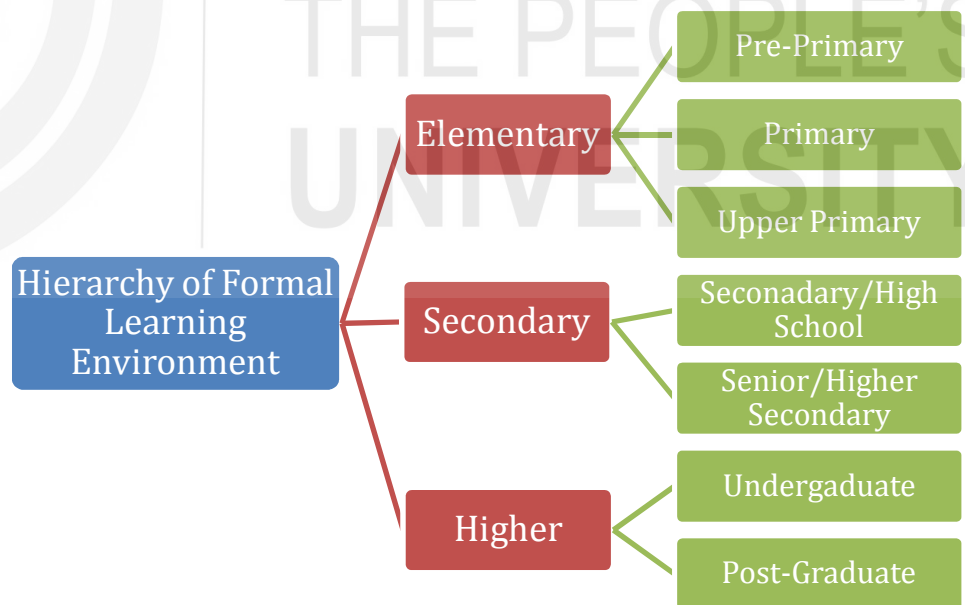 THE PEOPLE'S
UNIVERSITY
Hierarchy of Formal
Learning
Environment
Elementary
Pre-Primary
Primary
Upper Primary
Secondary
Seconadary/High
School
Senior/Higher
Secondary
Higher
Undergaduate
Post-Graduate